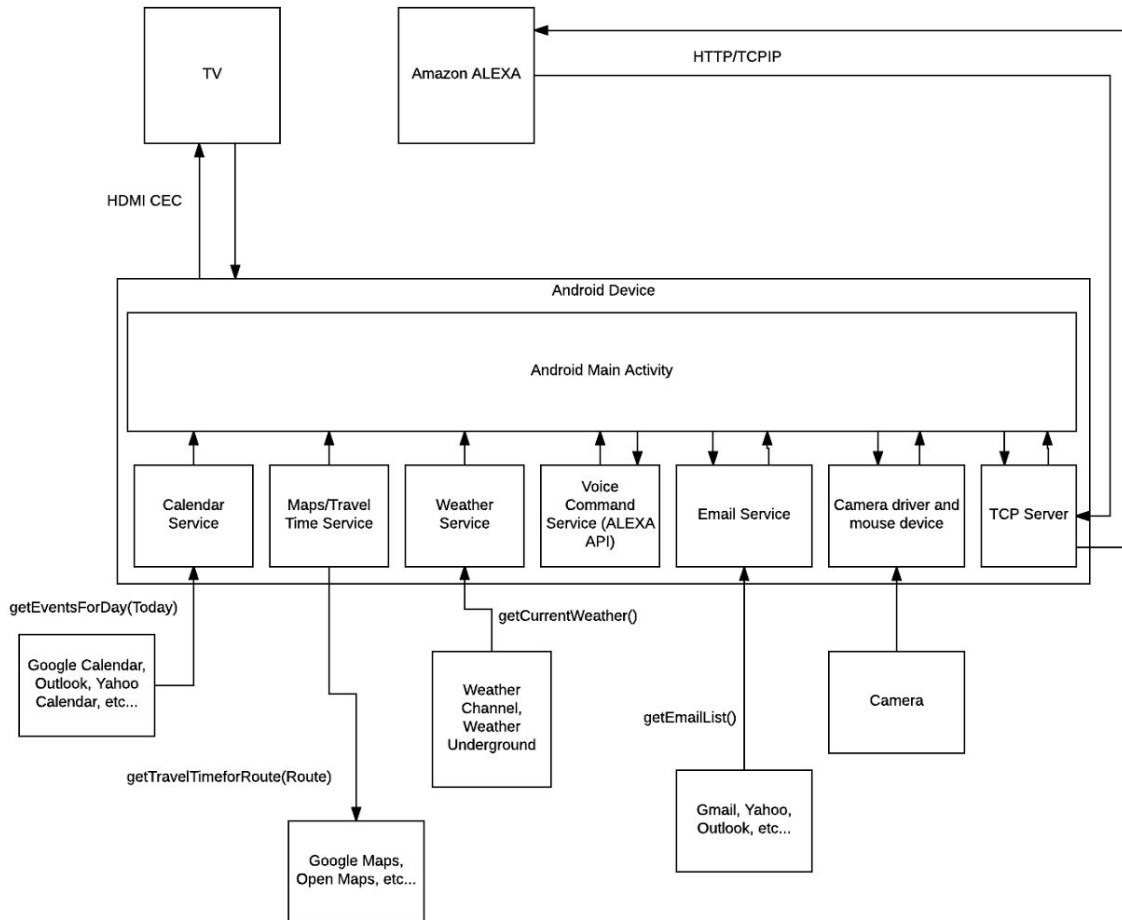 TV
Amazon ALEXA
HTTP/TCPIP
HDMI CEC
Android Device
Android Main Activity
Calendar
Service
Maps/Travel
Time Service
Weather
Service
Voice
Command
Service (ALEXA
API)
Email Service
Camera driver and
mouse device
TCP Server
getEventsForDay(Today)
Google Calendar,
Outlook, Yahoo
Calendar, etc...
getCurrentWeather()
Weather
Channel,
Weather
Underground
Camera
getEmailList()
getTravelTimeforRoute(Route)
Gmail, Yahoo,
Outlook, etc...
Google Maps,
Open Maps, etc...